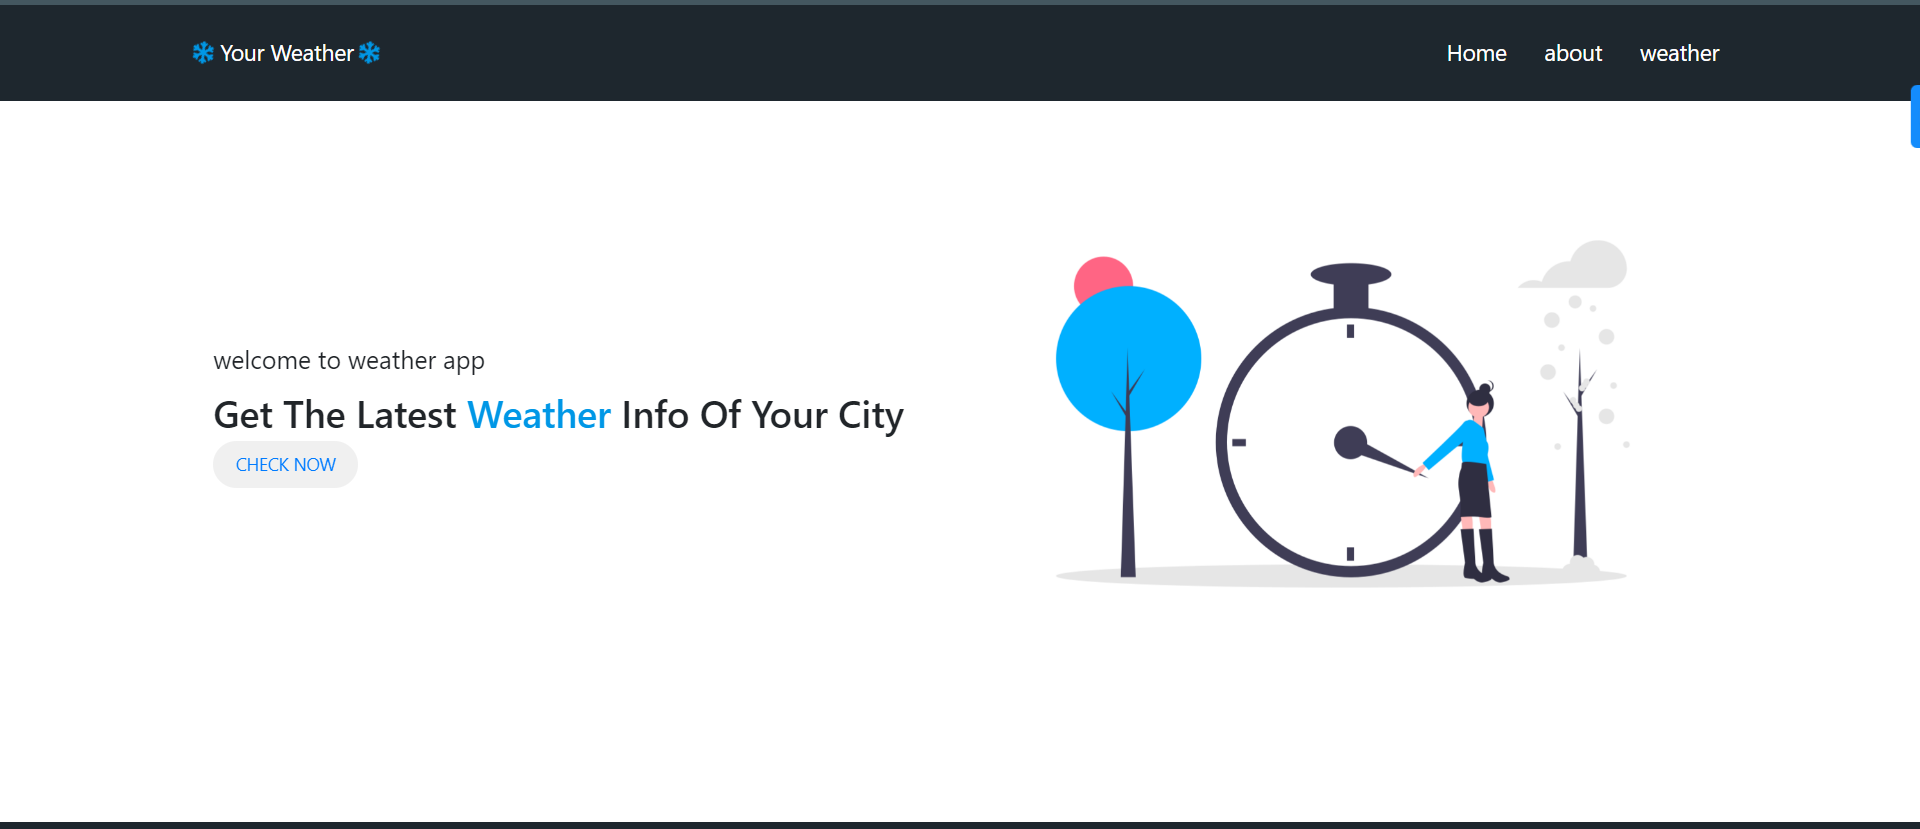 ❄ Your Weather ❄
Home about weather
welcome to weather app
Get The Latest Weather Info Of Your City
CHECK NOW